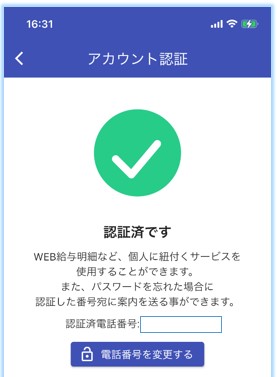 16:31
アカウント認証
認証済です
WEB給与明細など、個人に紐付くサービスを
使用することができます。
また、パスワードを忘れた場合に
認証した番号宛に案内を送る事ができます。
認証済電話番号:
電話番号を変更する